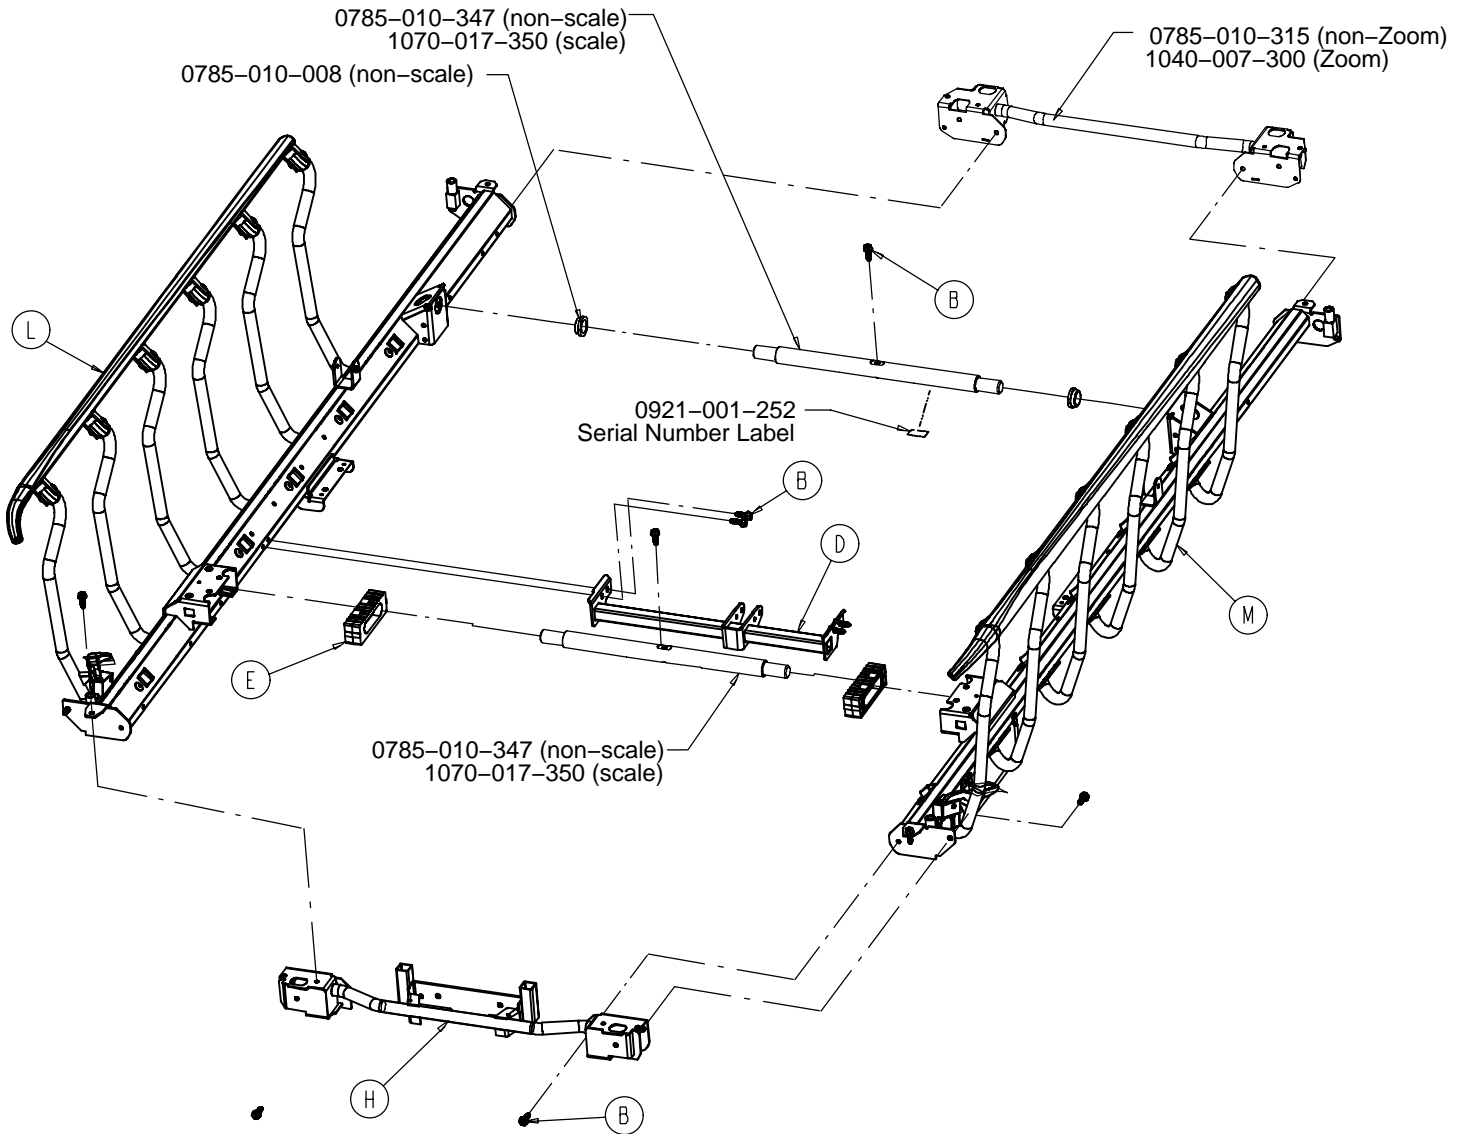 0785−010−347 (non−scale)
1070−017−350 (scale)
0785−010−008 (non−scale)
0785−010−315 (non−Zoom)
1040−007−300 (Zoom)
B
L
0921−001−252
Serial Number Label
B
D
M
E
0785−010−347 (non−scale)
1070−017−350 (scale)
H
B